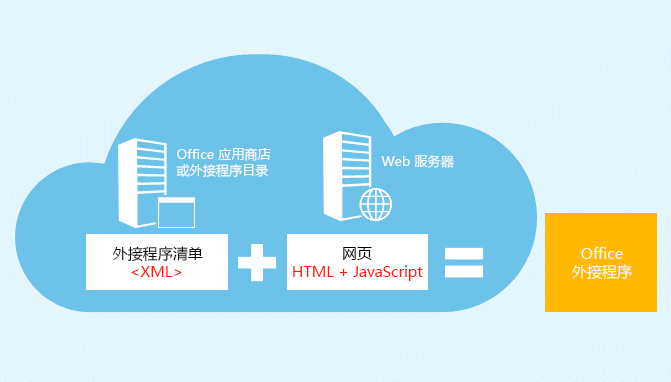 Office 应用商店
或外接程序目录
Web 服务器
外接程序清单
<XML>
网页
HTML + JavaScript
Office
外接程序